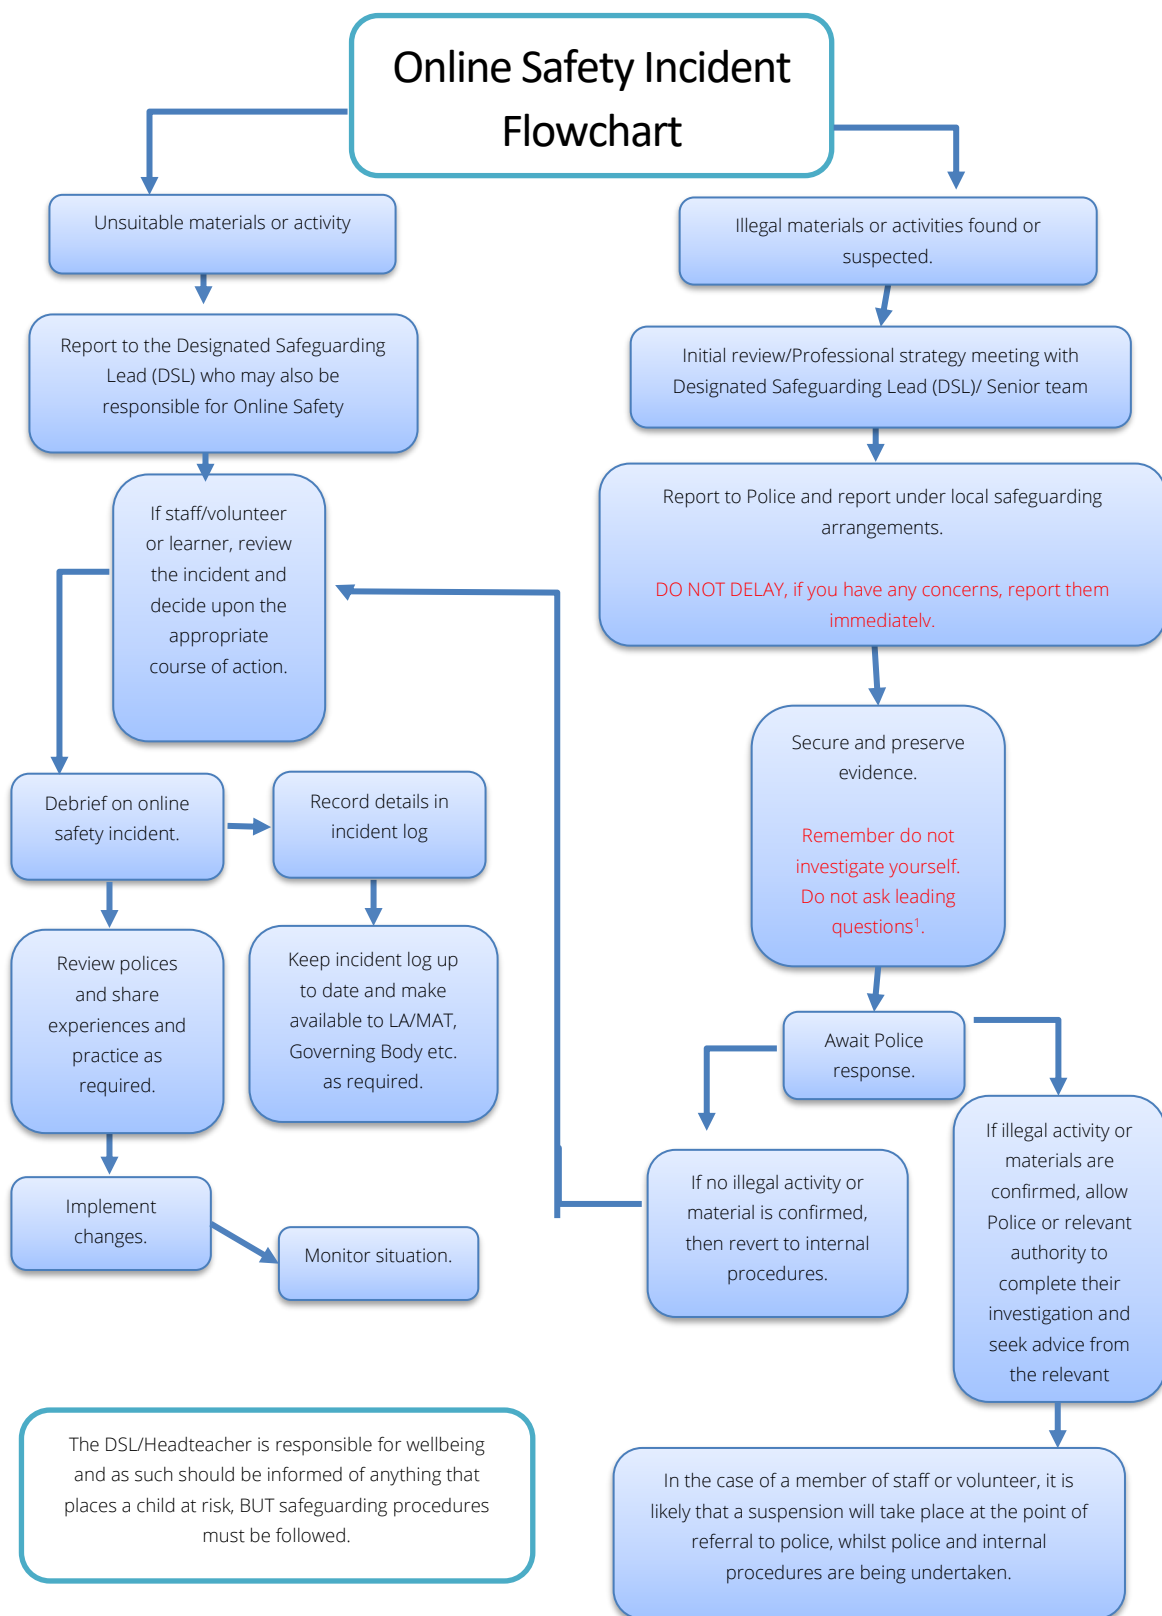 Online Safety Incident
Flowchart
Unsuitable materials or activity
Report to the Designated Safeguarding
Lead (DSL) who may also be
responsible for Online Safety
If staff/volunteer
or learner, review
the incident and
decide upon the
appropriate
course of action.
Debrief on online
safety incident.
Record details in
incident log
Review polices
and share
experiences and
practice as
required.
Keep incident log up
to date and make
available to LA/MAT,
Governing Body etc.
as required.
Implement
changes.
Monitor situation.
Illegal materials or activities found or
suspected.
Initial review/Professional strategy meeting with
Designated Safeguarding Lead (DSL)/ Senior team
Report to Police and report under local safeguarding
arrangements.
DO NOT DELAY, if you have any concerns, report them
immediately.
Secure and preserve
evidence.
Remember do not
investigate yourself.
Do not ask leading
questions¹.
Await Police
response.
If no illegal activity or
material is confirmed,
then revert to internal
procedures.
If illegal activity or
materials are
confirmed, allow
Police or relevant
authority to
complete their
investigation and
seek advice from
the relevant
In the case of a member of staff or volunteer, it is
likely that a suspension will take place at the point of
referral to police, whilst police and internal
procedures are being undertaken.
The DSL/Headteacher is responsible for wellbeing
and as such should be informed of anything that
places a child at risk, BUT safeguarding procedures
must be followed.